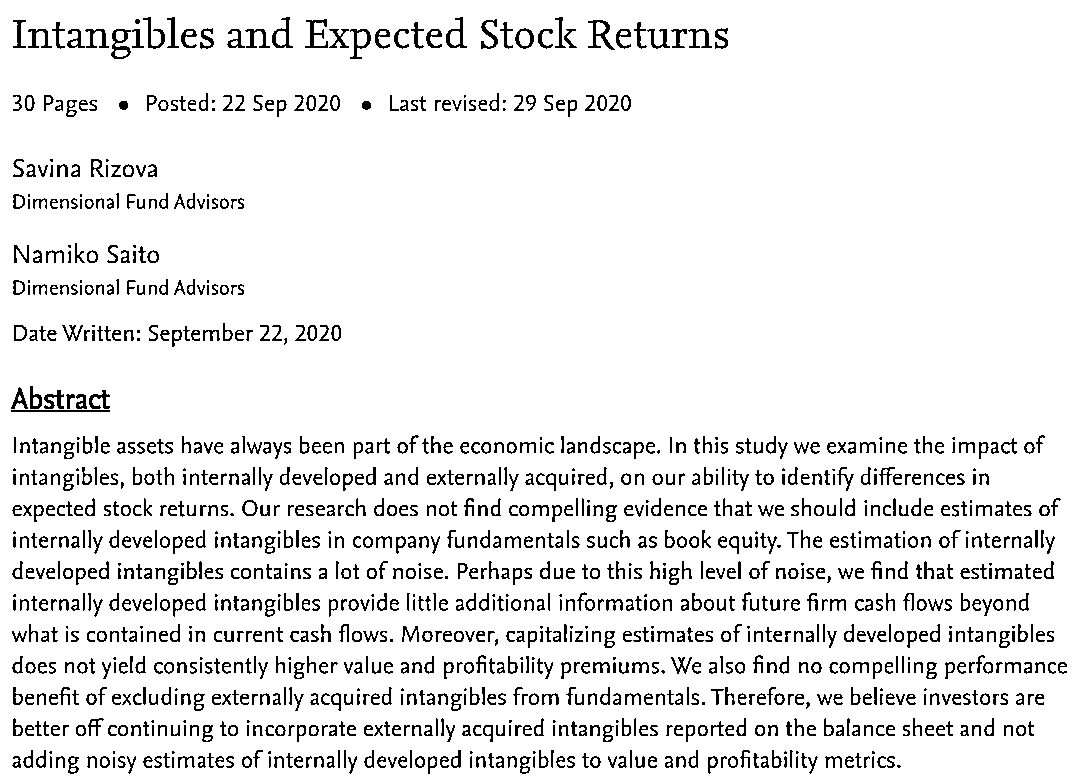 Intangibles and Expected Stock Returns
30 Pages • Posted: 22 Sep 2020 • Last revised: 29 Sep 2020
Savina Rizova
Dimensional Fund Advisors
Namiko Saito
Dimensional Fund Advisors
Date Written: September 22, 2020
Abstract
Intangible assets have always been part of the economic landscape. In this study we examine the impact of
intangibles, both internally developed and externally acquired, on our ability to identify differences in
expected stock returns. Our research does not find compelling evidence that we should include estimates of
internally developed intangibles in company fundamentals such as book equity. The estimation of internally
developed intangibles contains a lot of noise. Perhaps due to this high level of noise, we find that estimated
internally developed intangibles provide little additional information about future firm cash flows beyond
what is contained in current cash flows. Moreover, capitalizing estimates of internally developed intangibles
does not yield consistently higher value and profitability premiums. We also find no compelling performance
benefit of excluding externally acquired intangibles from fundamentals. Therefore, we believe investors are
better off continuing to incorporate externally acquired intangibles reported on the balance sheet and not
adding noisy estimates of internally developed intangibles to value and profitability metrics.